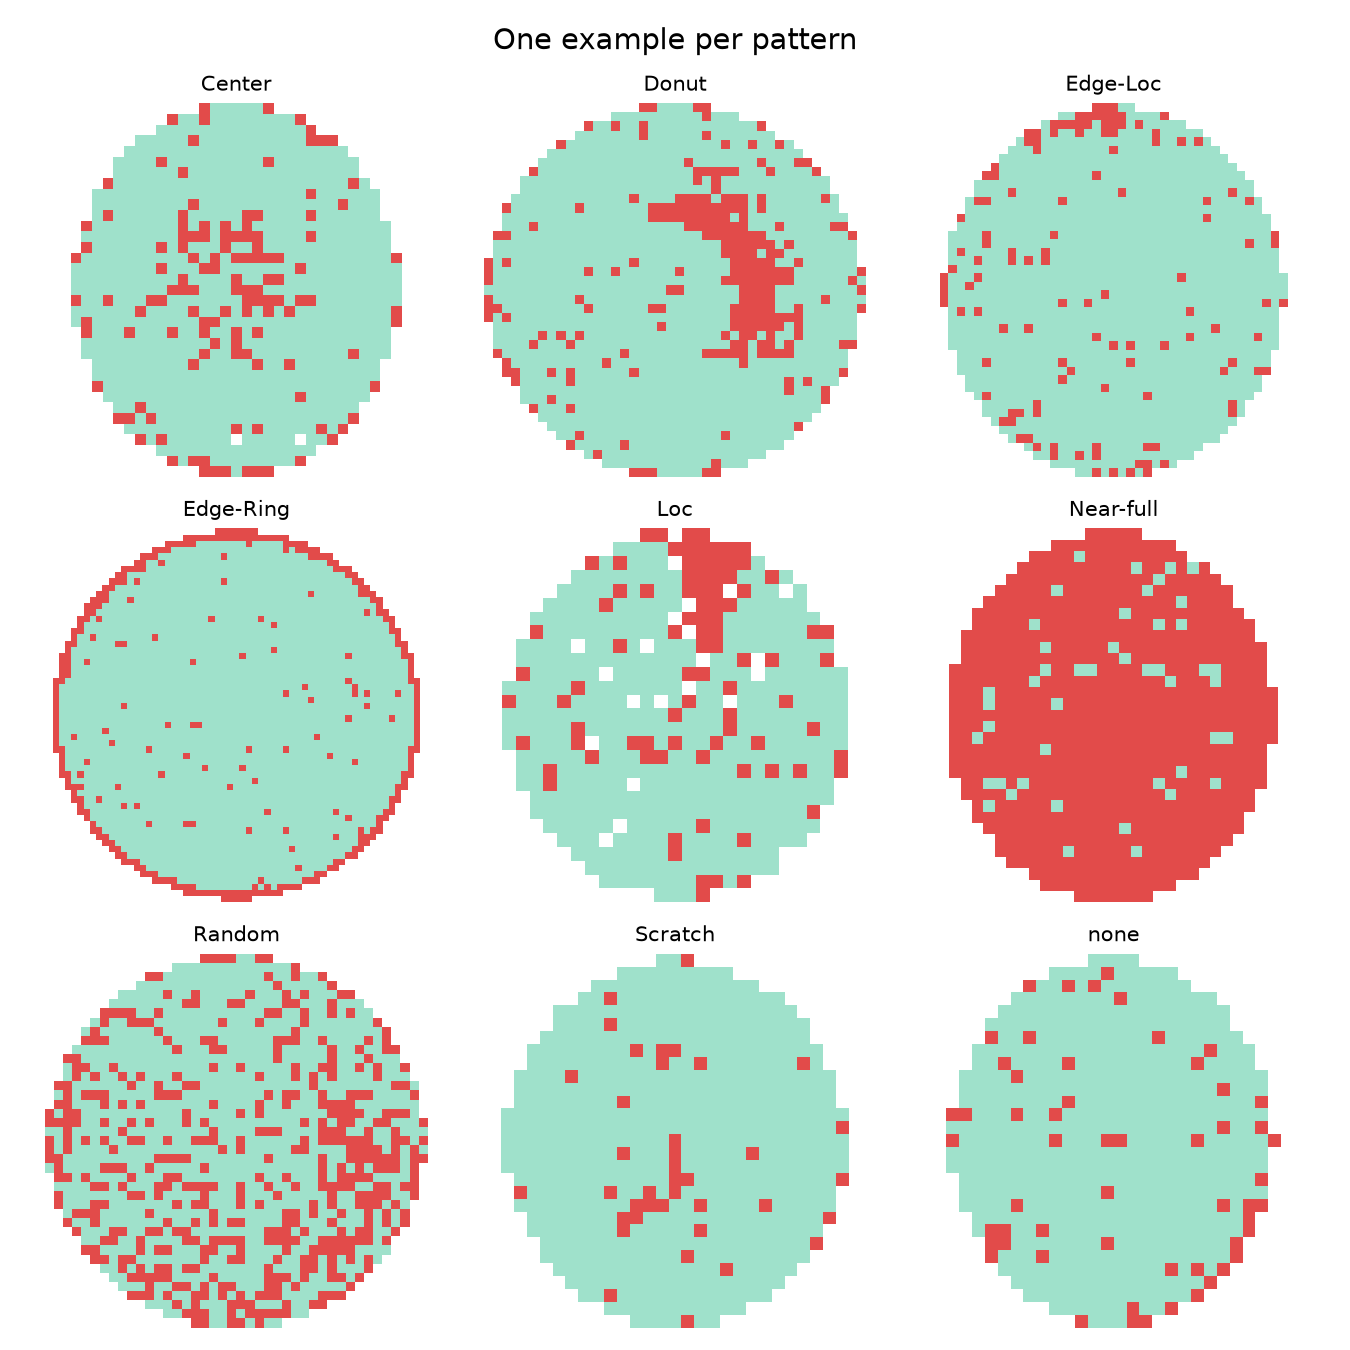 One example per pattern
Center
Donut
Edge-Loc
Edge-Ring
Loc
Near-full
Random
Scratch
none